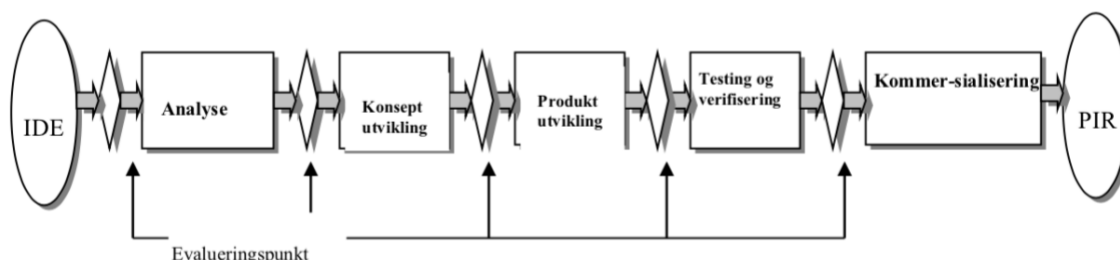 IDE
Analyse
Konsept
utvikling
Produkt
utvikling
Testing og
verifisering
Kommer-sialisering
PIR
Evalueringspunkt